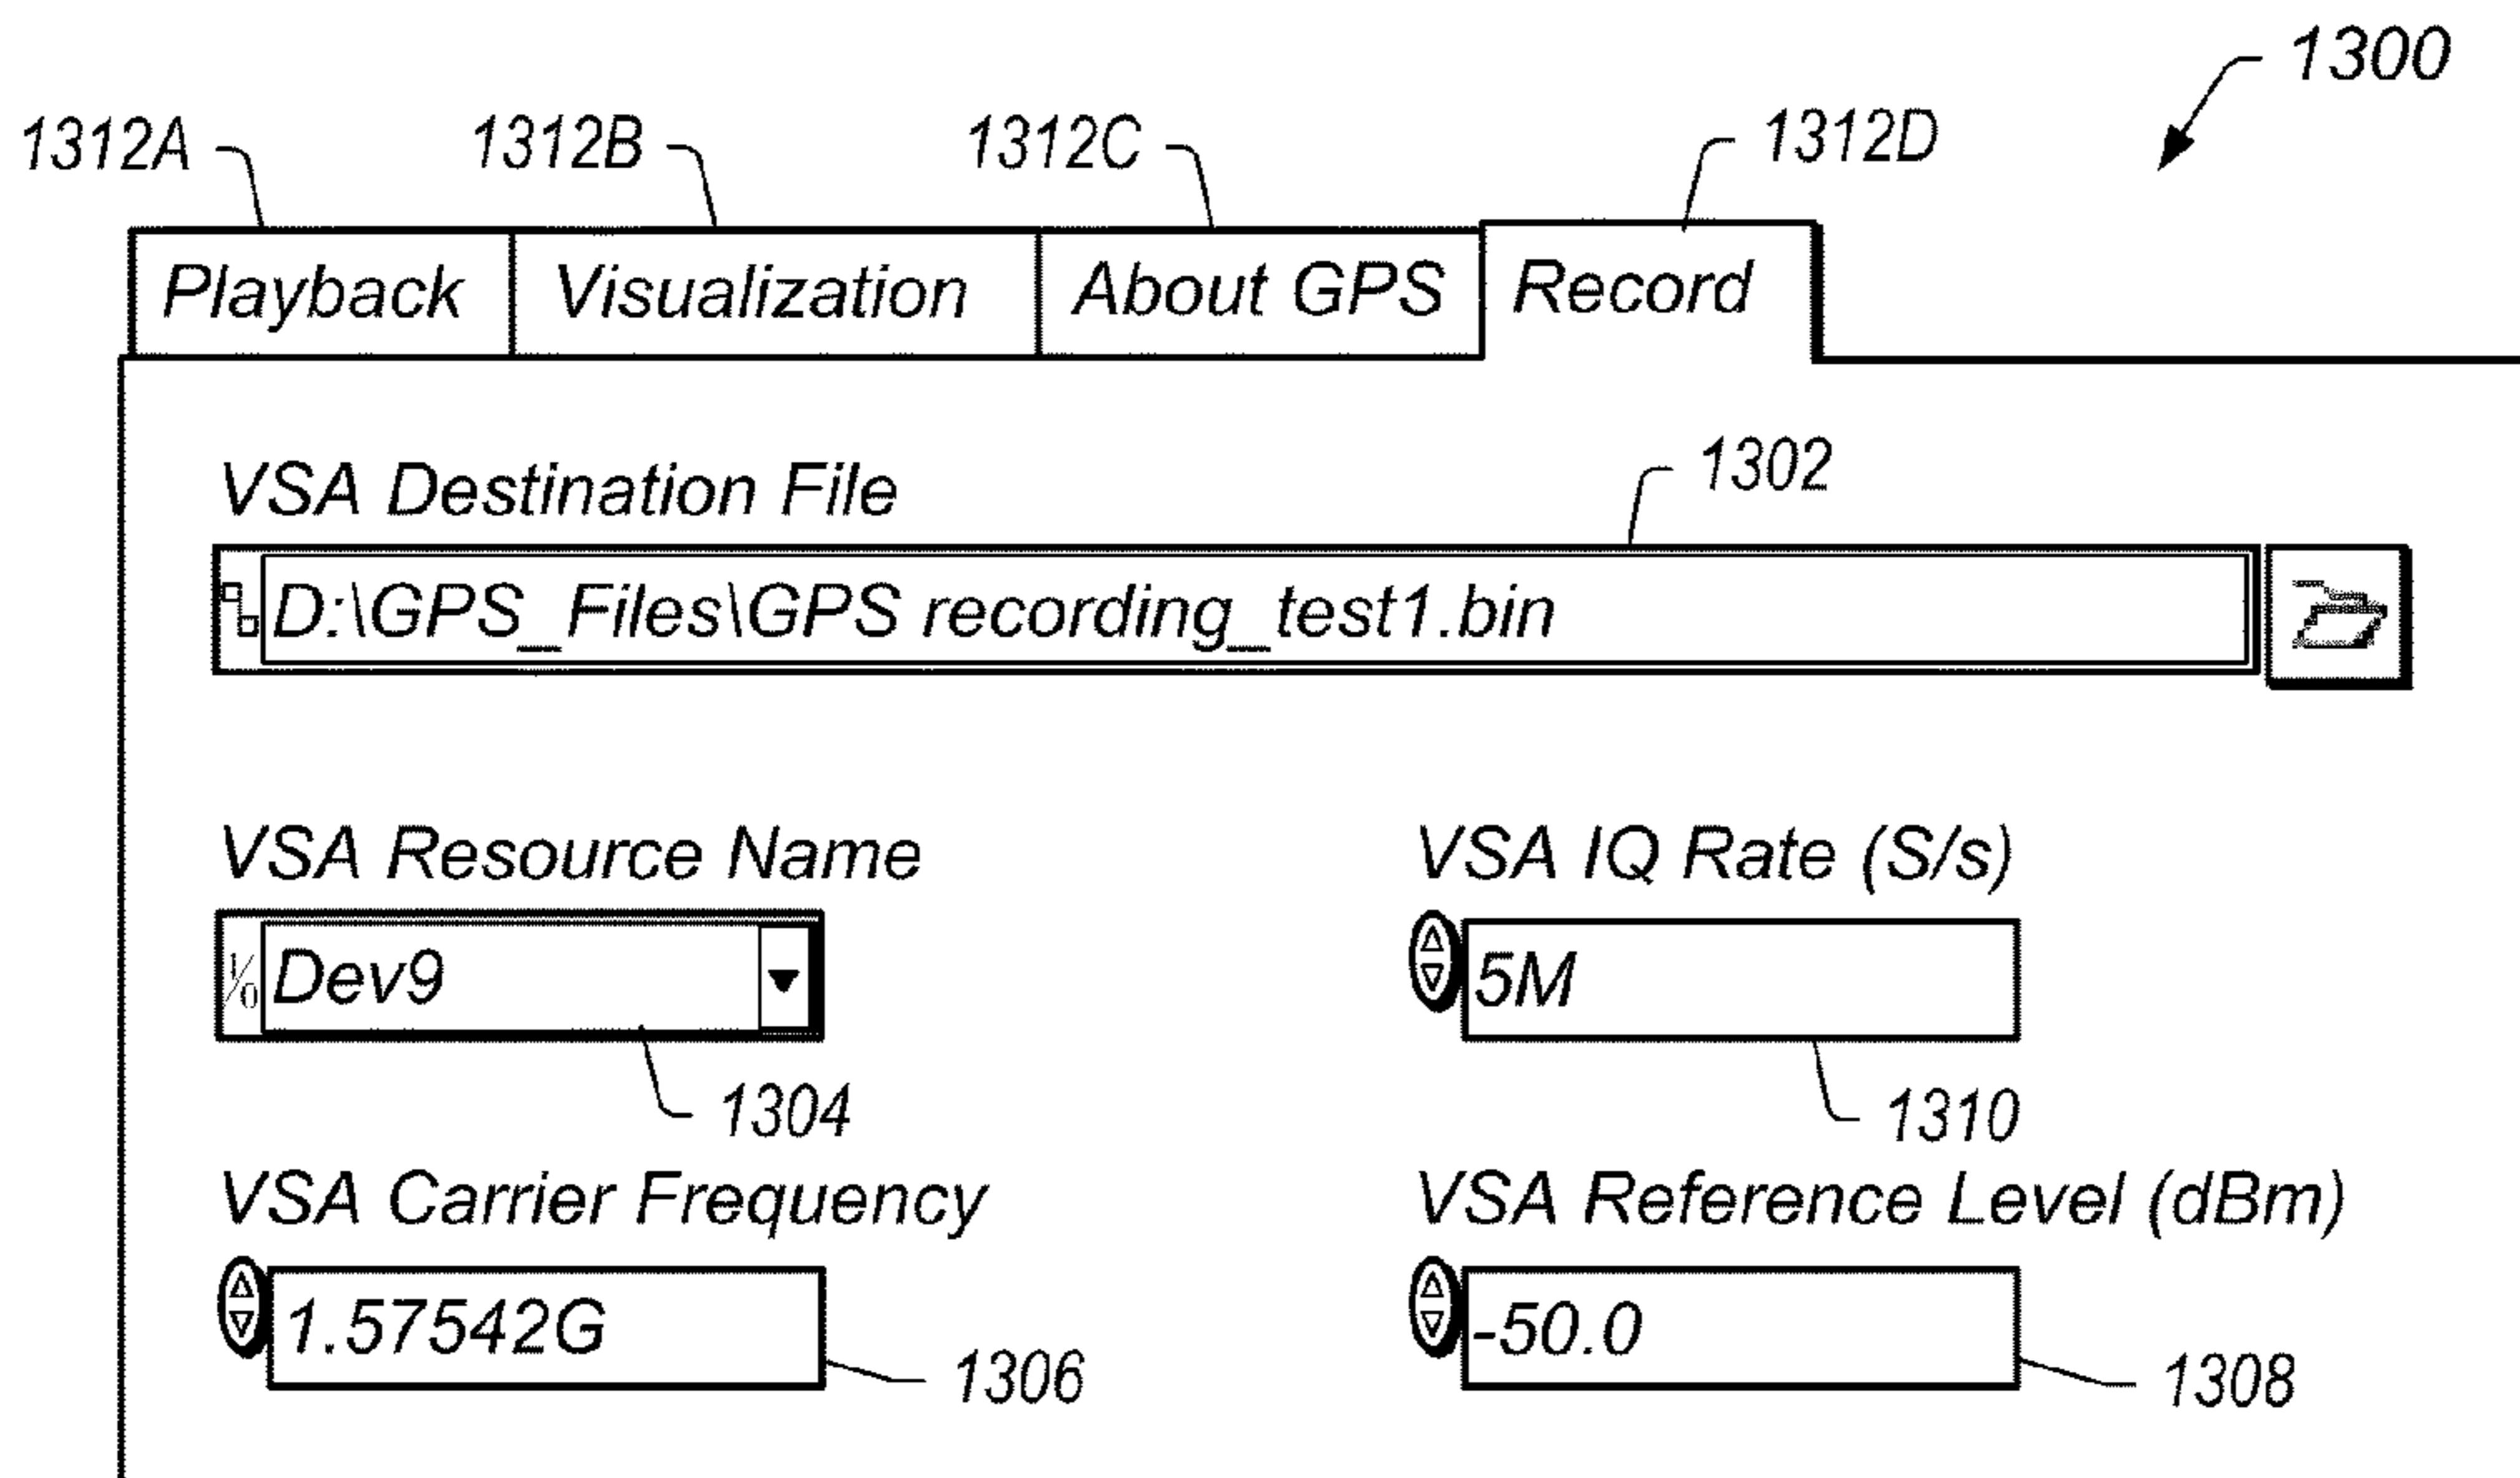 1300
1312A 1312B 1312C 1312D
Playback Visualization About GPS Record
VSA Destination File 1302
D:\GPS_Files\GPS recording_test1.bin
VSA Resource Name VSA IQ Rate (S/s)
I/O Dev9 5M
1304 1310
VSA Carrier Frequency VSA Reference Level (dBm)
1.57542G -50.0
1306 1308